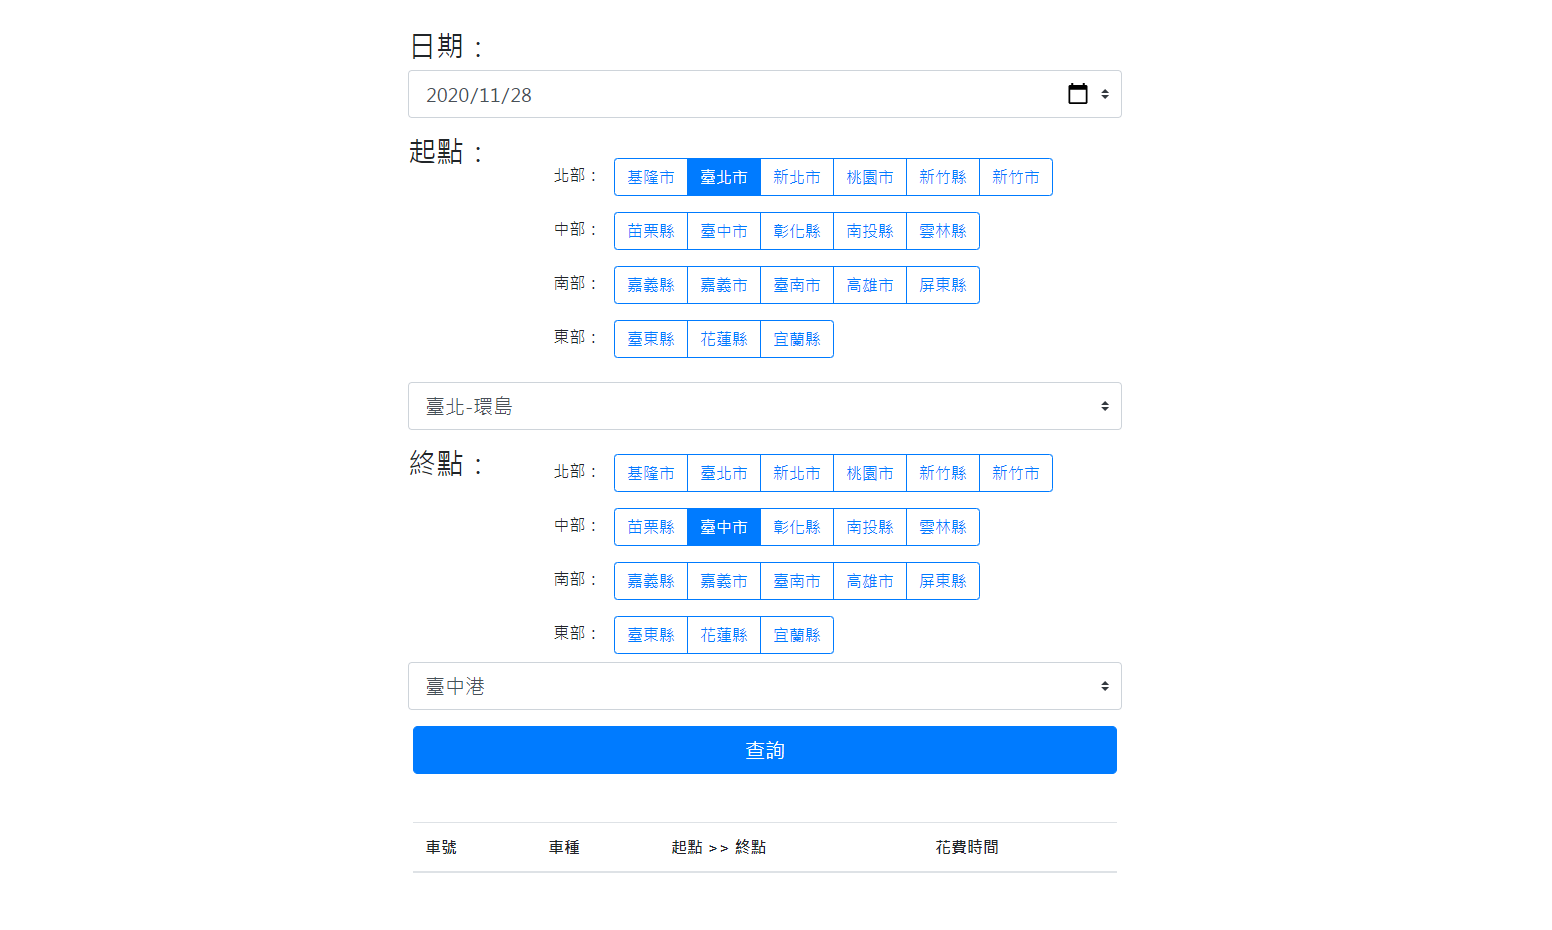 日期：
2020/11/28
起點：
北部： 基隆市 臺北市 新北市 桃園市 新竹縣 新竹市
中部： 苗栗縣 臺中市 彰化縣 南投縣 雲林縣
南部： 嘉義縣 嘉義市 臺南市 高雄市 屏東縣
東部： 臺東縣 花蓮縣 宜蘭縣
臺北-環島
終點：
北部： 基隆市 臺北市 新北市 桃園市 新竹縣 新竹市
中部： 苗栗縣 臺中市 彰化縣 南投縣 雲林縣
南部： 嘉義縣 嘉義市 臺南市 高雄市 屏東縣
東部： 臺東縣 花蓮縣 宜蘭縣
臺中港
查詢
車號 車種 起點 >> 終點 花費時間